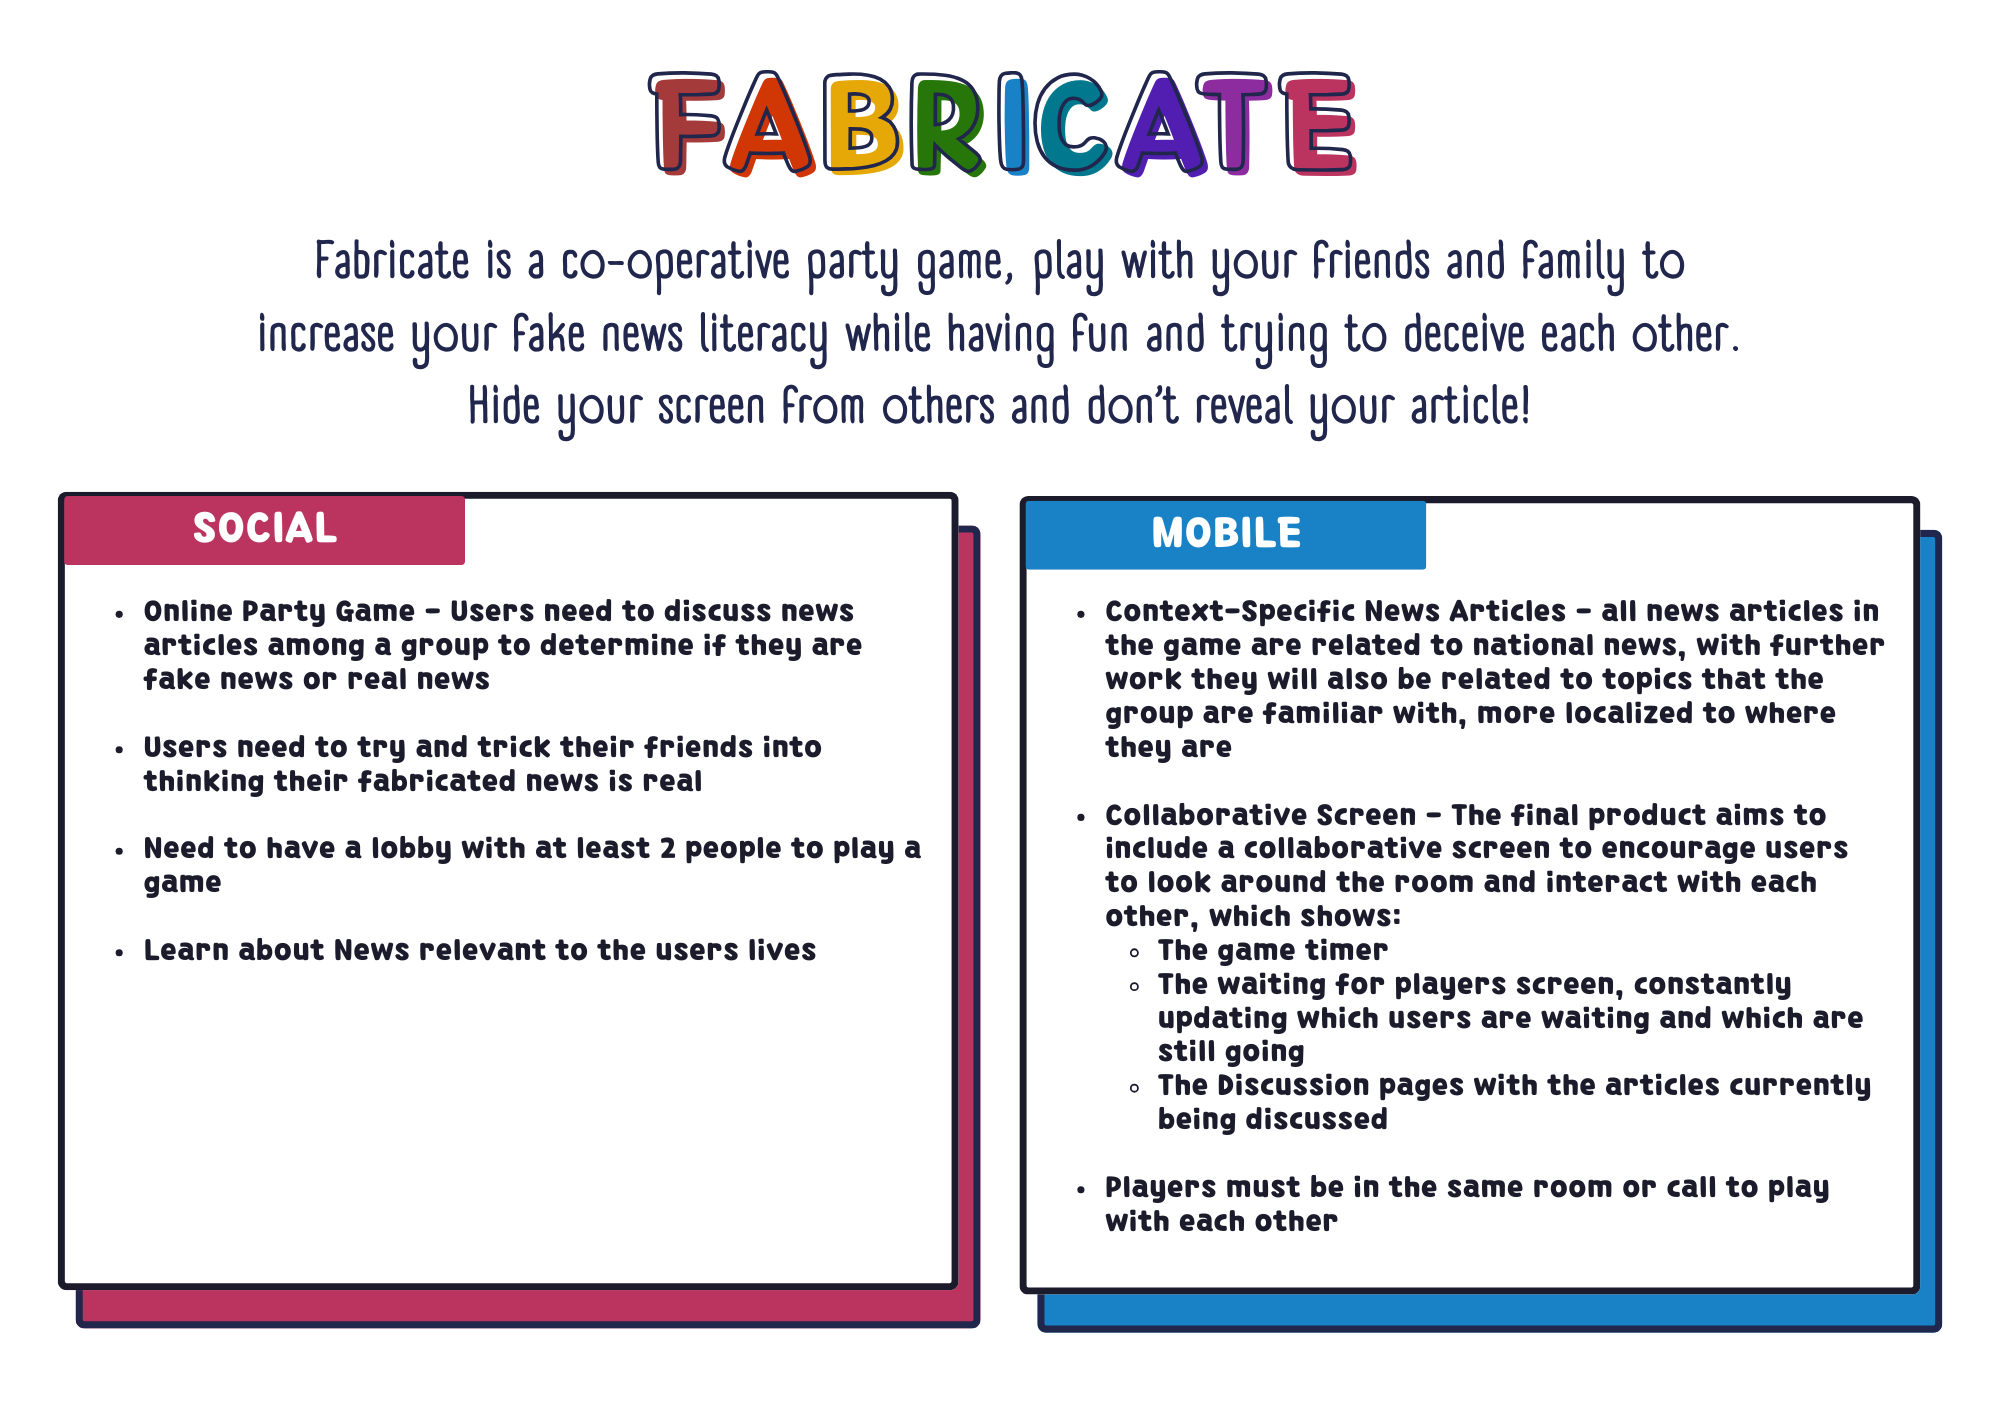 FABRICATE
Fabricate is a co-operative party game, play with your friends and family to
increase your fake news literacy while having fun and trying to deceive each other.
Hide your screen from others and don't reveal your article!
SOCIAL
• Online Party Game - Users need to discuss news
articles among a group to determine if they are
fake news or real news
• Users need to try and trick their friends into
thinking their fabricated news is real
• Need to have a lobby with at least 2 people to play a
game
• Learn about News relevant to the users lives
MOBILE
• Context-Specific News Articles - all news articles in
the game are related to national news, with further
work they will also be related to topics that the
group are familiar with, more localized to where
they are
• Collaborative Screen - The final product aims to
include a collaborative screen to encourage users
to look around the room and interact with each
other, which shows:
◦ The game timer
◦ The waiting for players screen, constantly
updating which users are waiting and which are
still going
◦ The Discussion pages with the articles currently
being discussed
• Players must be in the same room or call to play
with each other